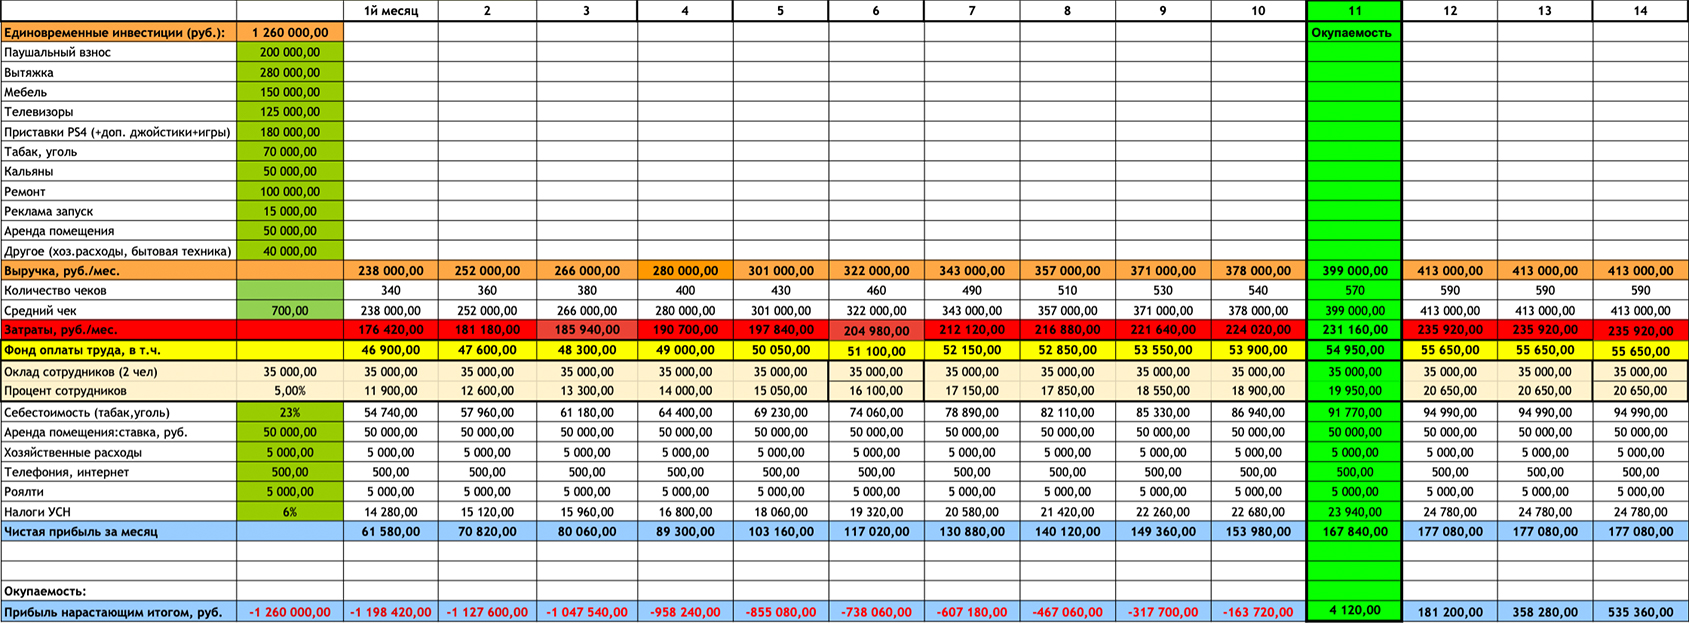 1й месяц 2 3 4 5 6 7 8 9 10 11 12 13 14
Единовременные инвестиции (руб.): 1 260 000,00 Окупаемость
Паушальный взнос 200 000,00
Вытяжка 280 000,00
Мебель 150 000,00
Телевизоры 125 000,00
Приставки PS4 (+доп. джойстики+игры) 180 000,00
Табак, уголь 70 000,00
Кальяны 50 000,00
Ремонт 100 000,00
Реклама запуск 15 000,00
Аренда помещения 50 000,00
Другое (хоз.расходы, бытовая техника) 40 000,00
Выручка, руб./мес. 238 000,00 252 000,00 266 000,00 280 000,00 301 000,00 322 000,00 343 000,00 357 000,00 371 000,00 378 000,00 399 000,00 413 000,00 413 000,00 413 000,00
Количество чеков 340 360 380 400 430 460 490 510 530 540 570 590 590 590
Средний чек 700,00 238 000,00 252 000,00 266 000,00 280 000,00 301 000,00 322 000,00 343 000,00 357 000,00 371 000,00 378 000,00 399 000,00 413 000,00 413 000,00 413 000,00
Затраты, руб./мес. 176 420,00 181 180,00 185 940,00 190 700,00 197 840,00 204 980,00 212 120,00 216 880,00 221 640,00 224 020,00 231 160,00 235 920,00 235 920,00 235 920,00
Фонд оплаты труда, в т.ч. 46 900,00 47 600,00 48 300,00 49 000,00 50 050,00 51 100,00 52 150,00 52 850,00 53 550,00 53 900,00 54 950,00 55 650,00 55 650,00 55 650,00
Оклад сотрудников (2 чел) 35 000,00 35 000,00 35 000,00 35 000,00 35 000,00 35 000,00 35 000,00 35 000,00 35 000,00 35 000,00 35 000,00 35 000,00 35 000,00 35 000,00 35 000,00
Процент сотрудников 5,00% 11 900,00 12 600,00 13 300,00 14 000,00 15 050,00 16 100,00 17 150,00 17 850,00 18 550,00 18 900,00 19 950,00 20 650,00 20 650,00 20 650,00
Себестоимость (табак,уголь) 23% 54 740,00 57 960,00 61 180,00 64 400,00 69 230,00 74 060,00 78 890,00 82 110,00 85 330,00 86 940,00 91 770,00 94 990,00 94 990,00 94 990,00
Аренда помещения:ставка, руб. 50 000,00 50 000,00 50 000,00 50 000,00 50 000,00 50 000,00 50 000,00 50 000,00 50 000,00 50 000,00 50 000,00 50 000,00 50 000,00 50 000,00 50 000,00
Хозяйственные расходы 5 000,00 5 000,00 5 000,00 5 000,00 5 000,00 5 000,00 5 000,00 5 000,00 5 000,00 5 000,00 5 000,00 5 000,00 5 000,00 5 000,00 5 000,00
Телефония, интернет 500,00 500,00 500,00 500,00 500,00 500,00 500,00 500,00 500,00 500,00 500,00 500,00 500,00 500,00 500,00
Роялти 5 000,00 5 000,00 5 000,00 5 000,00 5 000,00 5 000,00 5 000,00 5 000,00 5 000,00 5 000,00 5 000,00 5 000,00 5 000,00 5 000,00 5 000,00
Налоги УСН 6% 14 280,00 15 120,00 15 960,00 16 800,00 18 060,00 19 320,00 20 580,00 21 420,00 22 260,00 22 680,00 23 940,00 24 780,00 24 780,00 24 780,00
Чистая прибыль за месяц 61 580,00 70 820,00 80 060,00 89 300,00 103 160,00 117 020,00 130 880,00 140 120,00 149 360,00 153 980,00 167 840,00 177 080,00 177 080,00 177 080,00
Окупаемость:
Прибыль нарастающим итогом, руб. -1 260 000,00 -1 198 420,00 -1 127 600,00 -1 047 540,00 -958 240,00 -855 080,00 -738 060,00 -607 180,00 -467 060,00 -317 700,00 -163 720,00 4 120,00 181 200,00 358 280,00 535 360,00